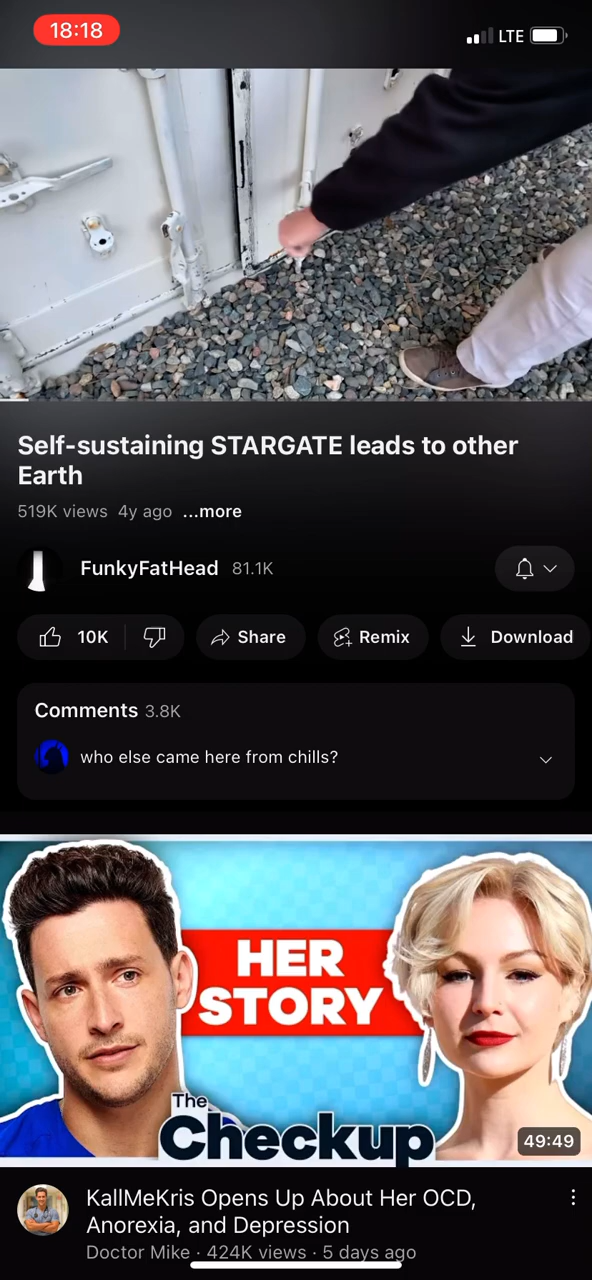 18:18
LTE
Self-sustaining STARGATE leads to other
Earth
519K views 4y ago ...more
FunkyFatHead 81.1K
10K
Share
Remix
Download
Comments 3.8K
who else came here from chills?
HER
STORY
The
Checkup
49:49
KallMeKris Opens Up About Her OCD,
Anorexia, and Depression
Doctor Mike · 424K views · 5 days ago